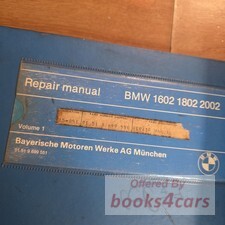 Repair manual BMW 1602 1802 2002
Volume 1
Bayerische Motoren Werke AG München
Offered By
books4cars